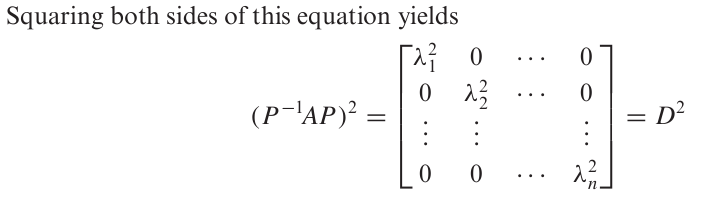 Squaring both sides of this equation yields
(P⁻¹AP)² = [λ₁² 0 ⋯ 0
0 λ₂² ⋯ 0
⋮ ⋮ ⋮
0 0 ⋯ λₙ²] = D²